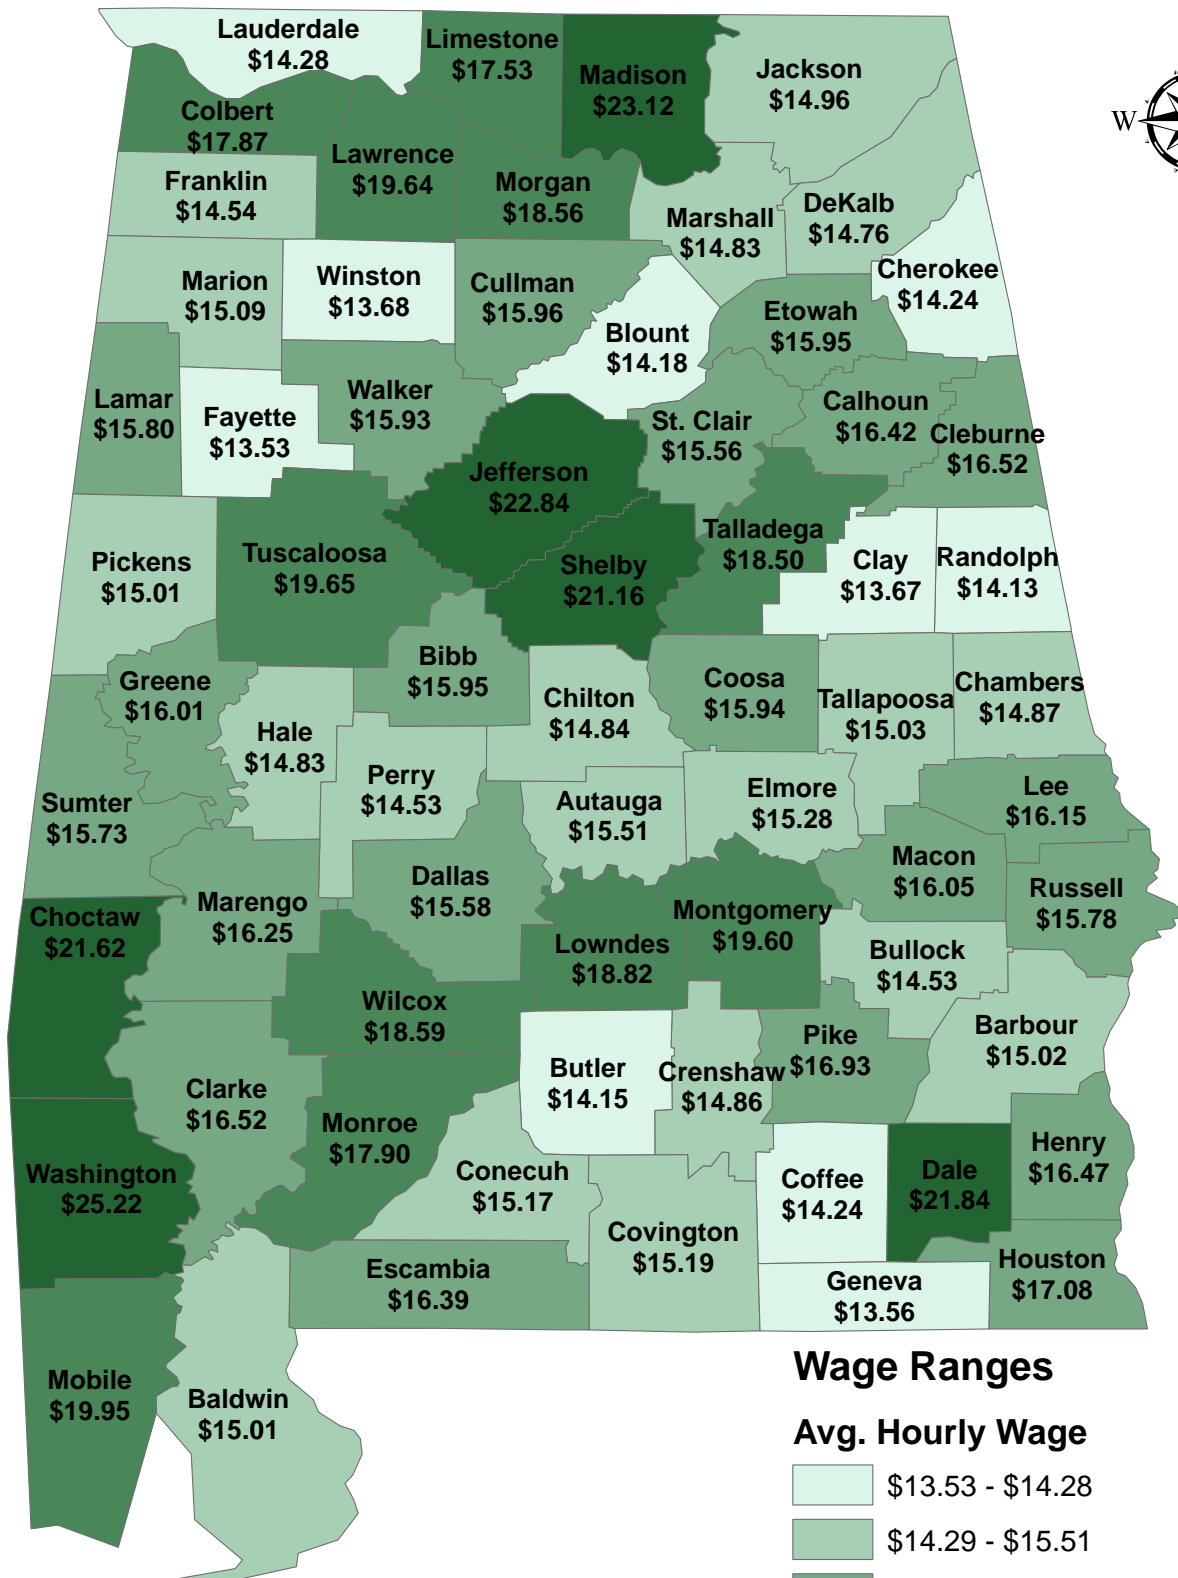 Lauderdale
$14.28
Limestone
$17.53
Madison
$23.12
Jackson
$14.96
W
Colbert
$17.87
Lawrence
$19.64
Franklin
$14.54
Morgan
$18.56
Marshall
$14.83
DeKalb
$14.76
Cherokee
$14.24
Marion
$15.09
Winston
$13.68
Cullman
$15.96
Blount
$14.18
Etowah
$15.95
Lamar
$15.80
Fayette
$13.53
Walker
$15.93
St. Clair
$15.56
Calhoun
$16.42
Cleburne
$16.52
Jefferson
$22.84
Pickens
$15.01
Tuscaloosa
$19.65
Shelby
$21.16
Talladega
$18.50
Clay
$13.67
Randolph
$14.13
Greene
$16.01
Bibb
$15.95
Chilton
$14.84
Coosa
$15.94
Tallapoosa
$15.03
Chambers
$14.87
Hale
$14.83
Perry
$14.53
Sumter
$15.73
Autauga
$15.51
Elmore
$15.28
Lee
$16.15
Macon
$16.05
Russell
$15.78
Dallas
$15.58
Choctaw
$21.62
Marengo
$16.25
Lowndes
$18.82
Montgomery
$19.60
Bullock
$14.53
Wilcox
$18.59
Barbour
$15.02
Pike
$16.93
Butler
$14.15
Crenshaw
$14.86
Clarke
$16.52
Monroe
$17.90
Henry
$16.47
Washington
$25.22
Conecuh
$15.17
Coffee
$14.24
Dale
$21.84
Covington
$15.19
Escambia
$16.39
Houston
$17.08
Geneva
$13.56
Mobile
$19.95
Baldwin
$15.01
Wage Ranges
Avg. Hourly Wage
$13.53 - $14.28
$14.29 - $15.51